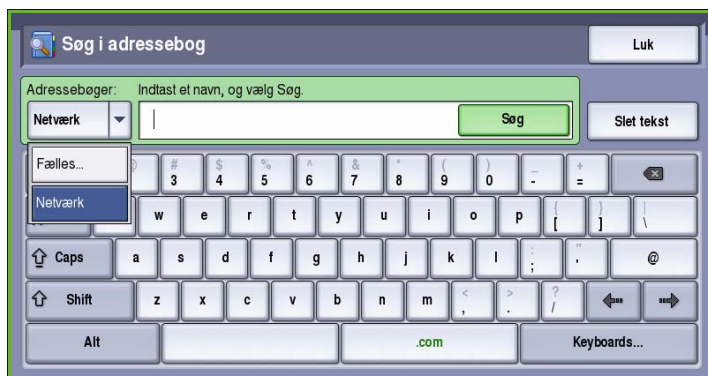 Søg i adressebog
Luk
Adressebøger: Indtast et navn, og vælg Søg.
Netværk
Søg
Slet tekst
Fælles...
Netværk
# $ % ^ & * ( ) _ +
3 4 5 6 7 8 9 0 - =
{ } |
w e r t y u i o p [ ] \
: "
Caps a s d f g h j k l ; ' @
< > ?
Shift z x c v b n m , . /
Alt .com Keyboards...